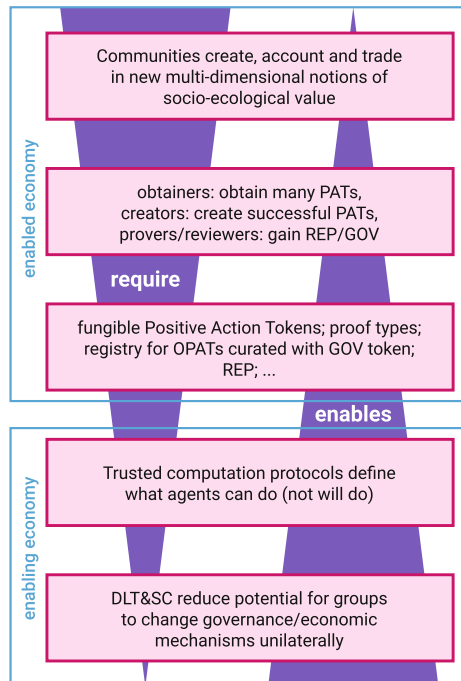 Communities create, account and trade
in new multi-dimensional notions of
socio-ecological value
enabled economy
obtainers: obtain many PATs,
creators: create successful PATs,
provers/reviewers: gain REP/GOV
require
fungible Positive Action Tokens; proof types;
registry for OPATs curated with GOV token;
REP; ...
enables
Trusted computation protocols define
what agents can do (not will do)
enabling economy
DLT&SC reduce potential for groups
to change governance/economic
mechanisms unilaterally